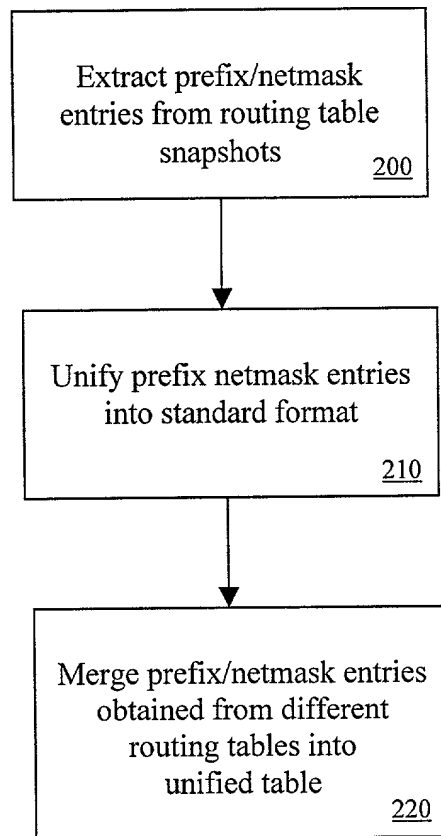 Extract prefix/netmask
entries from routing table
snapshots
200
Unify prefix netmask entries
into standard format
210
Merge prefix/netmask entries
obtained from different
routing tables into
unified table
220